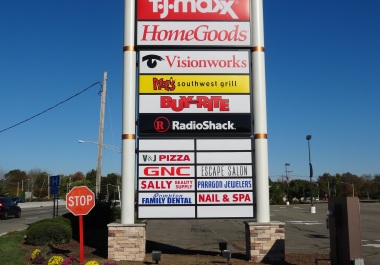 T·J·maxx
HomeGoods
Visionworks
Moe's southwest grill
BUY-RITE
R RadioShack.
V&J PIZZA
GNC
ESCAPE SALON
SALLY BEAUTY SUPPLY
PARAGON JEWELERS
Pompton FAMILY DENTAL
NAIL & SPA
STOP